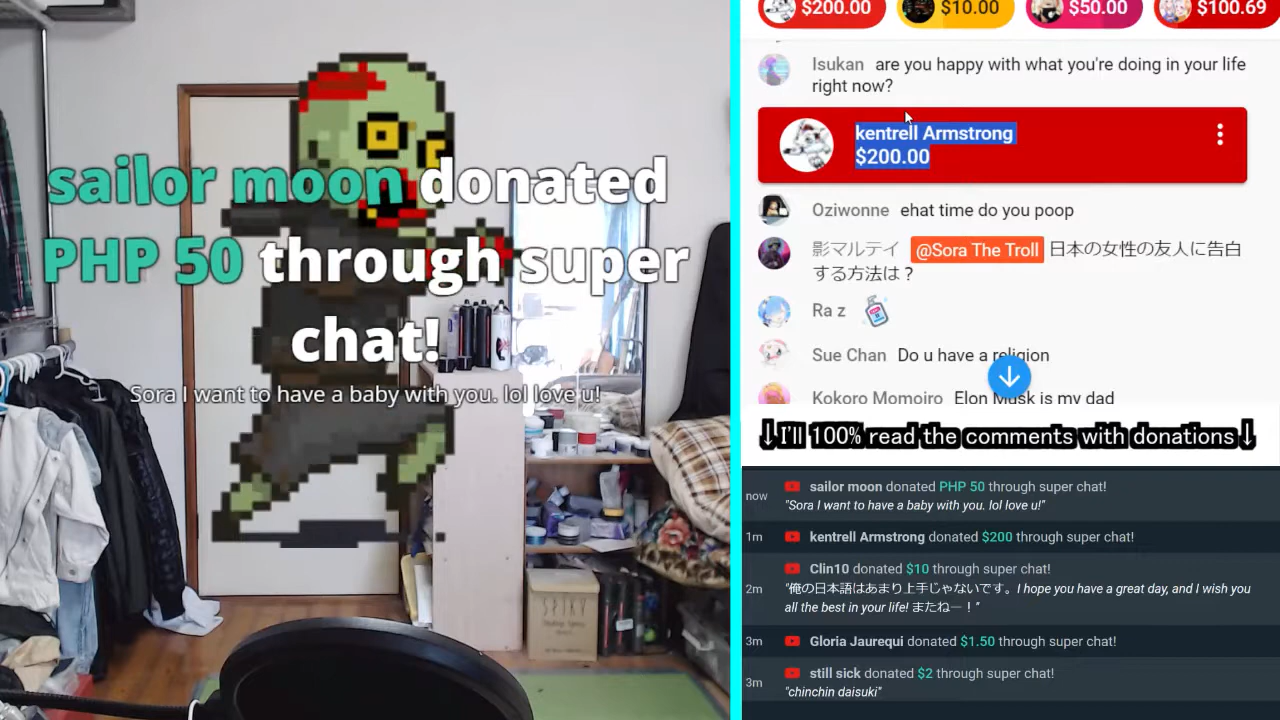 $200.00
$10.00
$50.00
$100.69
Isukan are you happy with what you're doing in your life
right now?
kentrell Armstrong
$200.00
Oziwonne ehat time do you poop
影マルテイ @Sora The Troll 日本の女性の友人に告白
する方法は？
Ra z
Sue Chan Do u have a religion
Kokoro Momoiro Elon Musk is my dad
↓I'll 100% read the comments with donations↓
sailor moon donated
PHP 50 through super
chat!
Sora I want to have a baby with you. lol love u!
now sailor moon donated PHP 50 through super chat!
"Sora I want to have a baby with you. lol love u!"
1m kentrell Armstrong donated $200 through super chat!
Clin10 donated $10 through super chat!
2m "俺の日本語はあまり上手じゃないです。I hope you have a great day, and I wish you
all the best in your life! またねー！"
3m Gloria Jaurequi donated $1.50 through super chat!
still sick donated $2 through super chat!
3m "chinchin daisuki"
SPIKY